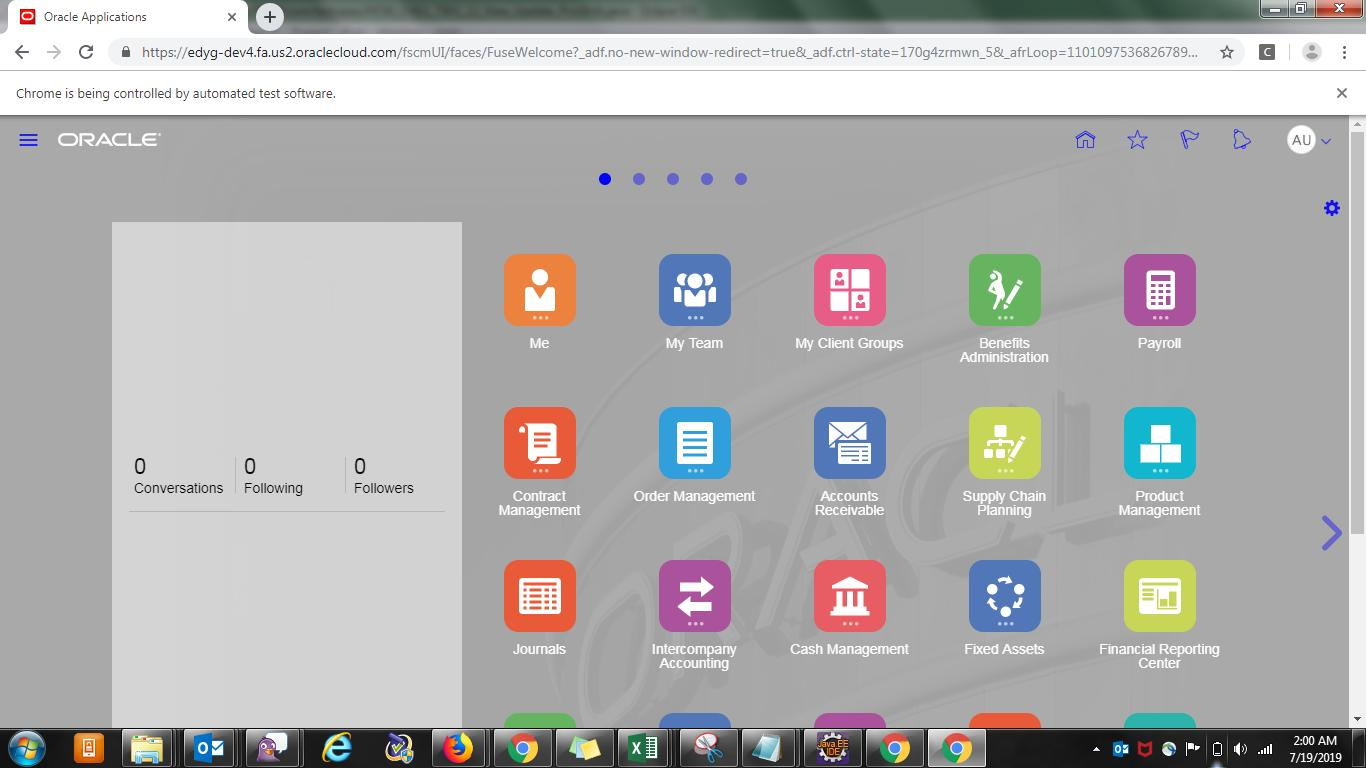 Oracle Applications
https://edyg-dev4.fa.us2.oraclecloud.com/fscmUI/faces/FuseWelcome?_adf.no-new-window-redirect=true&_adf.ctrl-state=170g4zrmwn_5&_afrLoop=1101097536826789...
C
Chrome is being controlled by automated test software.
ORACLE
AU
Me
My Team
My Client Groups
Benefits
Administration
Payroll
0
Conversations
0
Following
0
Followers
Contract
Management
Order Management
Accounts
Receivable
Supply Chain
Planning
Product
Management
Journals
Intercompany
Accounting
Cash Management
Fixed Assets
Financial Reporting
Center
ORACLE
Java EE
IDE
2:00 AM
7/19/2019